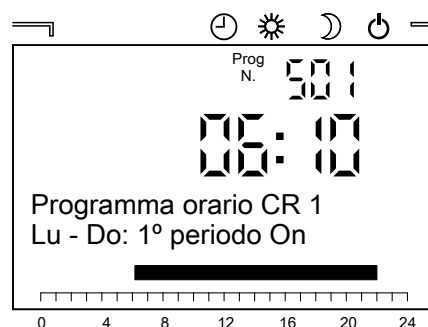 Prog
N.
501
06:10
Programma orario CR 1
Lu - Do: 1º periodo On
0 4 8 12 16 20 24